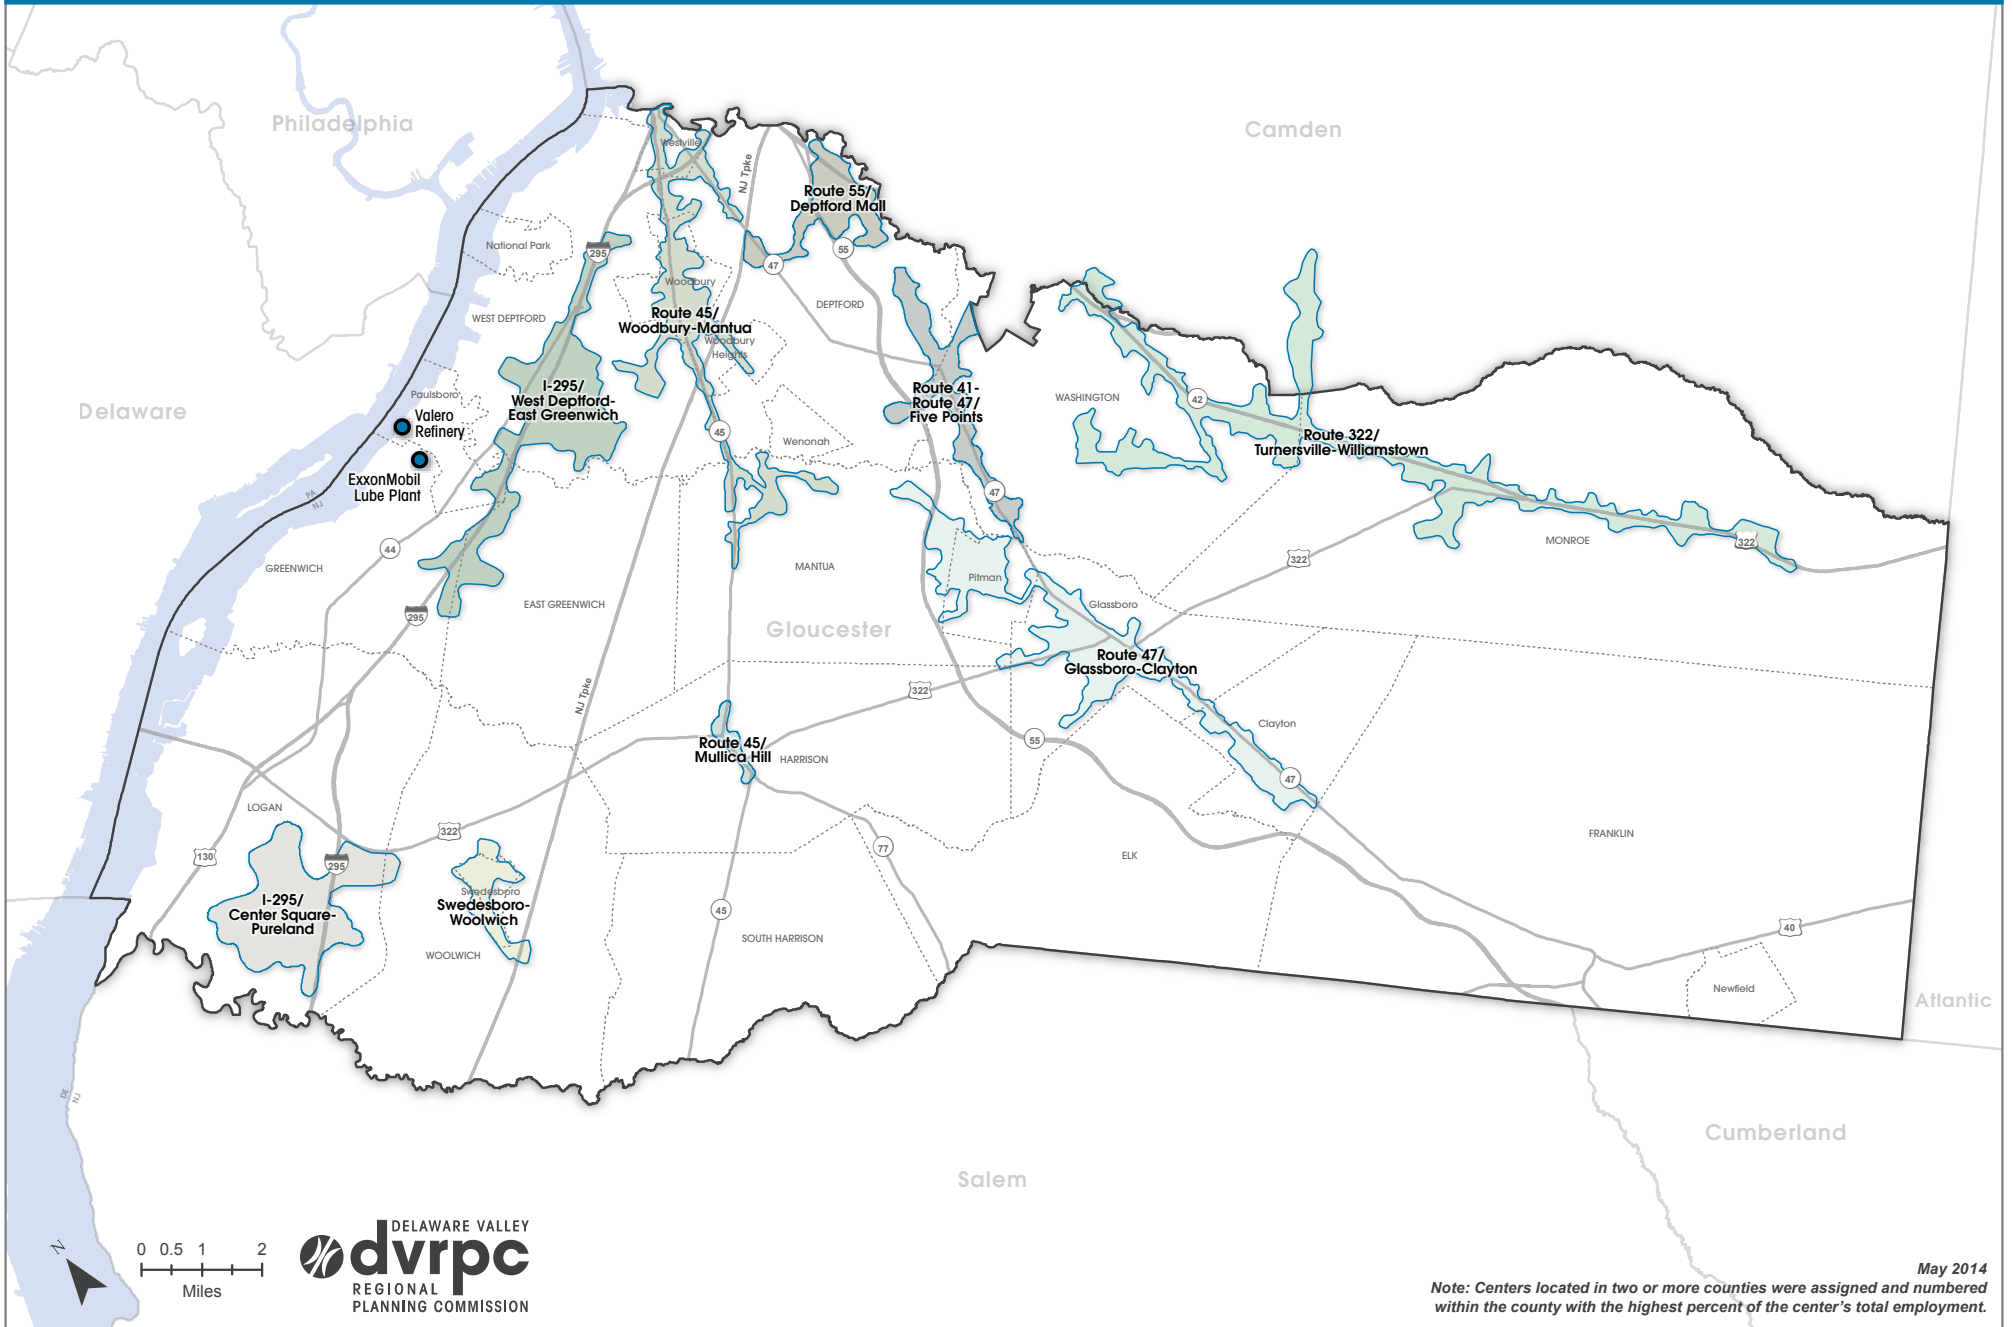 Philadelphia
Camden
Westville
NJ Tpke
Route 55/
Deptford Mall
National Park
295
55
47
Woodbury
DEPTFORD
WEST DEPTFORD
Route 45/
Woodbury-Mantua
Woodbury
Heights
Paulsboro
I-295/
West Deptford-
East Greenwich
Route 41-
Route 47/
Five Points
WASHINGTON
42
Delaware
Valero
Refinery
45
Wenonah
Route 322/
Turnersville-Williamstown
ExxonMobil
Lube Plant
PA
NJ
47
44
322
MONROE
322
GREENWICH
MANTUA
Pitman
295
EAST GREENWICH
Glassboro
Gloucester
Route 47/
Glassboro-Clayton
NJ Tpke
322
Clayton
Route 45/
Mullica Hill
HARRISON
55
47
LOGAN
322
130
295
77
ELK
FRANKLIN
Swedesboro
Swedesboro-
Woolwich
I-295/
Center Square-
Pureland
45
SOUTH HARRISON
WOOLWICH
40
Newfield
Atlantic
DE
NJ
Cumberland
Salem
N
0 0.5 1 2
Miles
DELAWARE VALLEY
dvrpc
REGIONAL
PLANNING COMMISSION
May 2014
Note: Centers located in two or more counties were assigned and numbered
within the county with the highest percent of the center's total employment.